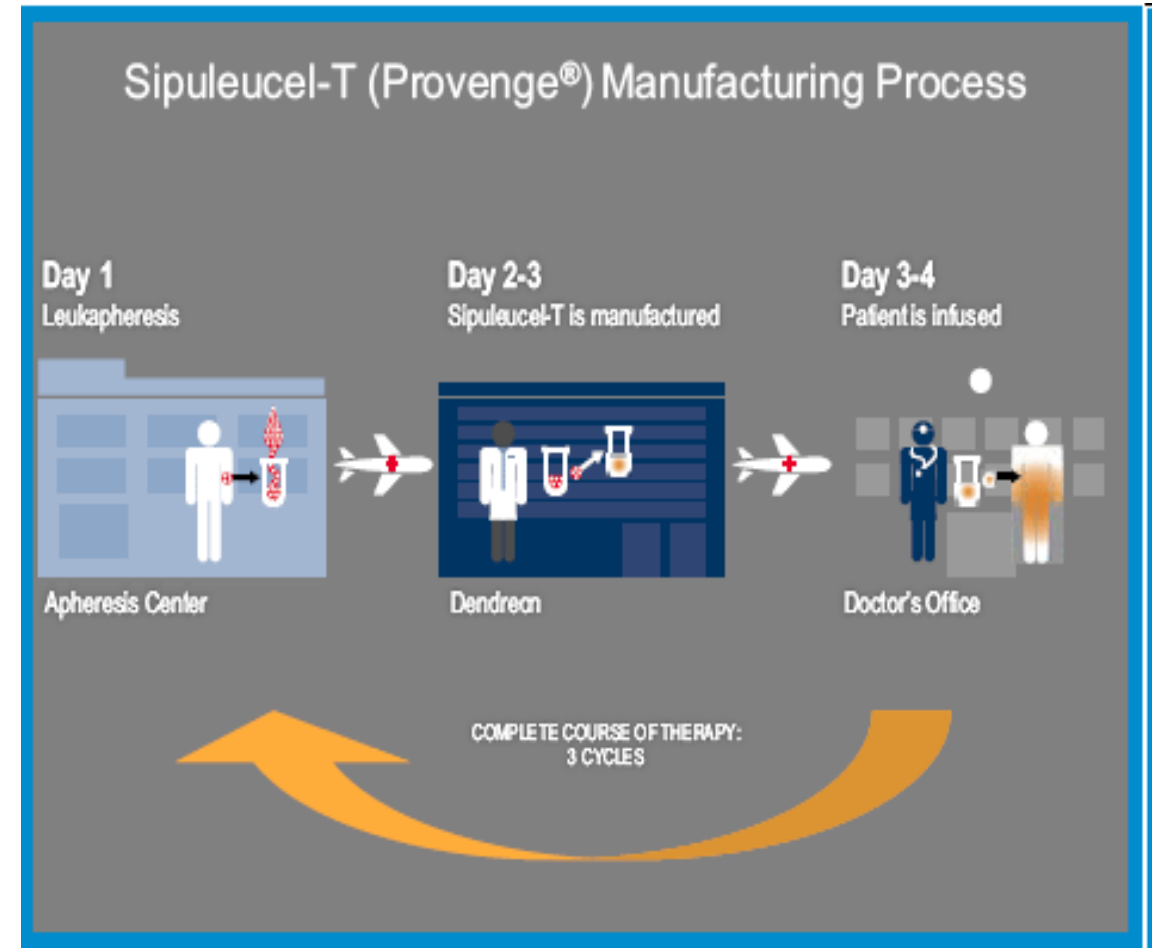 Sipuleucel-T (Provenge®) Manufacturing Process
Day 1
Leukapheresis
Day 2-3
Sipuleucel-T is manufactured
Day 3-4
Patient is infused
Apheresis Center
Dendreon
Doctor's Office
COMPLETE COURSE OF THERAPY:
3 CYCLES